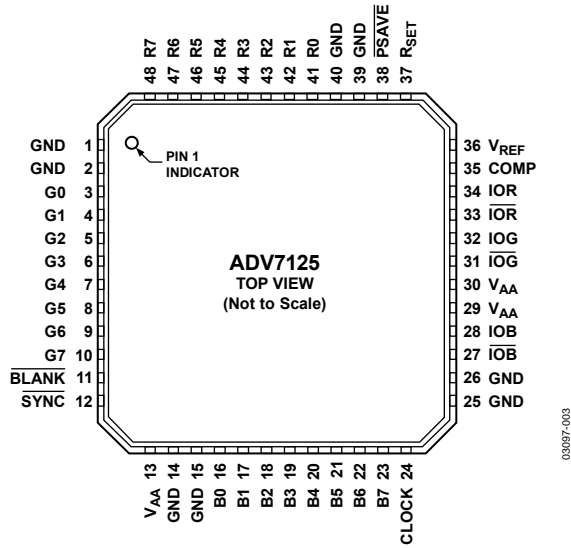 48 R7
47 R6
46 R5
45 R4
44 R3
43 R2
42 R1
41 R0
40 GND
39 GND
38 PSAVE
37 RSET
GND 1
GND 2
G0 3
G1 4
G2 5
G3 6
G4 7
G5 8
G6 9
G7 10
BLANK 11
SYNC 12
PIN 1
INDICATOR
ADV7125
TOP VIEW
(Not to Scale)
36 VREF
35 COMP
34 IOR
33 IOR
32 IOG
31 IOG
30 VAA
29 VAA
28 IOB
27 IOB
26 GND
25 GND
VAA 13
GND 14
GND 15
B0 16
B1 17
B2 18
B3 19
B4 20
B5 21
B6 22
B7 23
CLOCK 24
03097-003